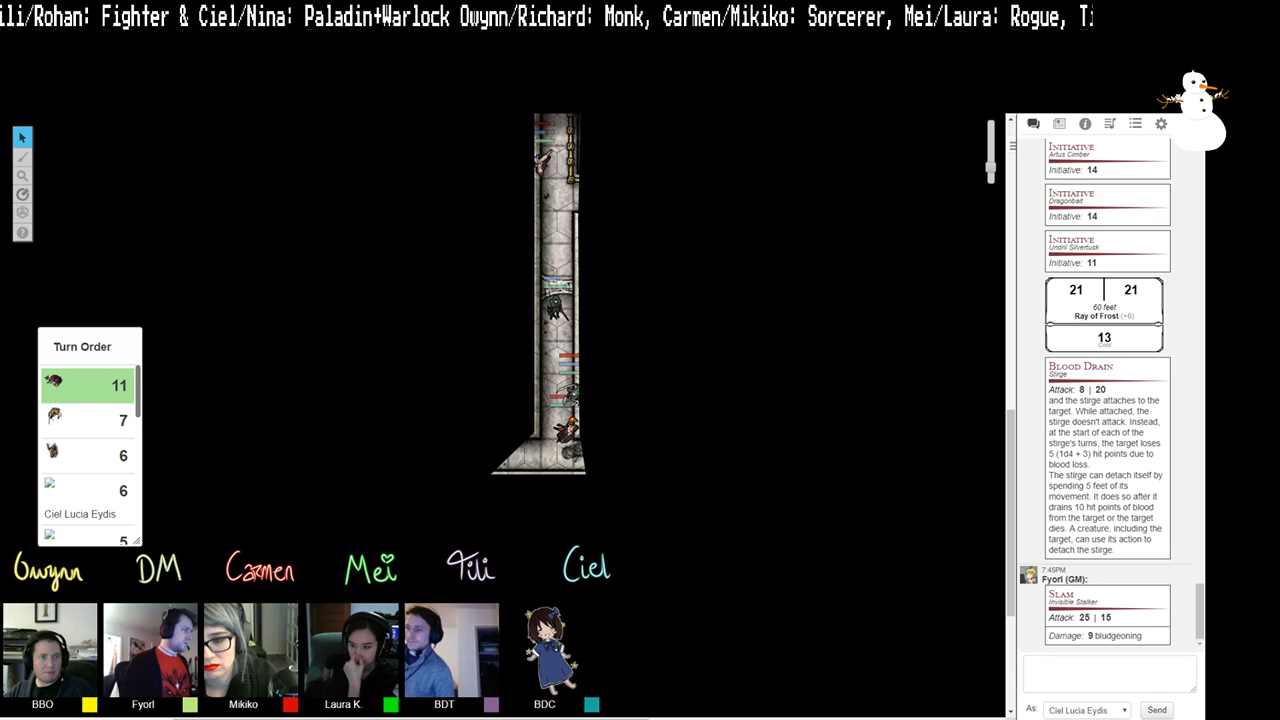 ili/Rohan: Fighter & Ciel/Nina: Paladin+Warlock Owynn/Richard: Monk, Carmen/Mikiko: Sorcerer, Mei/Laura: Rogue, Ti
INITIATIVE
Artus Cimber
Initiative: 14
INITIATIVE
Dragonbait
Initiative: 14
INITIATIVE
Undril Silvertusk
Initiative: 11
21 21
60 feet
Ray of Frost (+6)
13
Cold
BLOOD DRAIN
Stirge
Attack: 8 | 20
and the stirge attaches to the
target. While attached, the
stirge doesn't attack. Instead,
at the start of each of the
stirge's turns, the target loses
5 (1d4 + 3) hit points due to
blood loss.
The stirge can detach itself by
spending 5 feet of its
movement. It does so after it
drains 10 hit points of blood
from the target or the target
dies. A creature, including the
target, can use its action to
detach the stirge.
7:45PM
Fyorl (GM):
SLAM
Invisible Stalker
Attack: 25 | 15
Damage: 9 bludgeoning
As: Ciel Lucia Eydis Send
Turn Order
11
7
6
6
Ciel Lucia Eydis
5
Owynn DM Carmen Mei Tili Ciel
BBO Fyorl Mikiko Laura K. BDT BDC